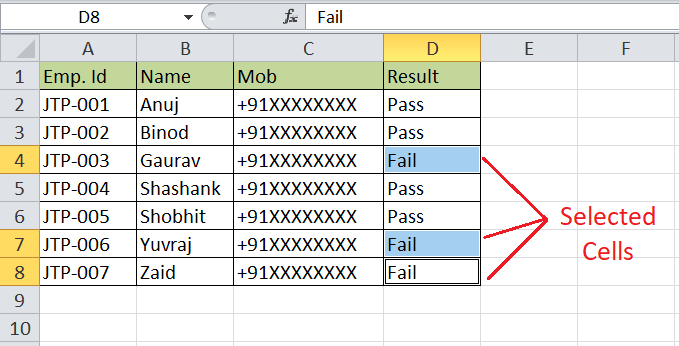 D8 fx Fail
A B C D E F
1 Emp. Id Name Mob Result
2 JTP-001 Anuj +91XXXXXXXX Pass
3 JTP-002 Binod +91XXXXXXXX Pass
4 JTP-003 Gaurav +91XXXXXXXX Fail
5 JTP-004 Shashank +91XXXXXXXX Pass
6 JTP-005 Shobhit +91XXXXXXXX Pass
7 JTP-006 Yuvraj +91XXXXXXXX Fail
8 JTP-007 Zaid +91XXXXXXXX Fail
9
10
Selected
Cells